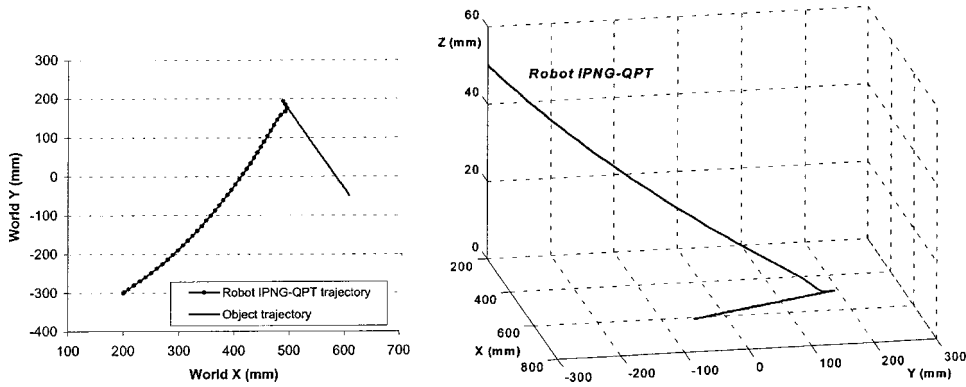 300
200
100
0
-100
-200
-300
-400
100 200 300 400 500 600 700
World Y (mm)
World X (mm)
Robot IPNG-QPT trajectory
Object trajectory
60
Z (mm)
40
20
0
200
400
600
X (mm)
800
-300
-200
-100
0
100
200
300
Y (mm)
Robot IPNG-QPT